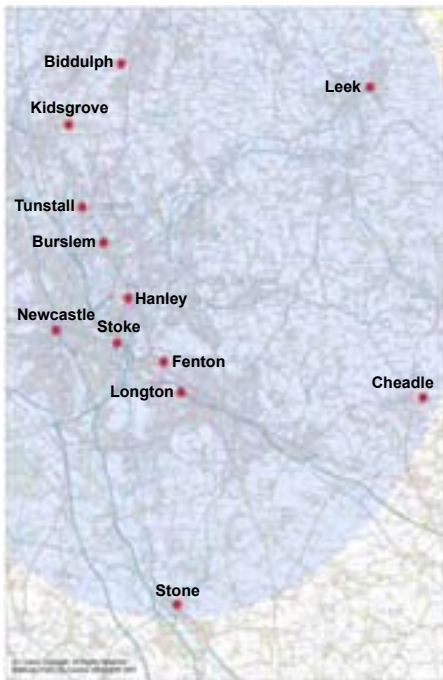 Biddulph
Leek
Kidsgrove
Tunstall
Burslem
Hanley
Newcastle
Stoke
Fenton
Longton
Cheadle
Stone